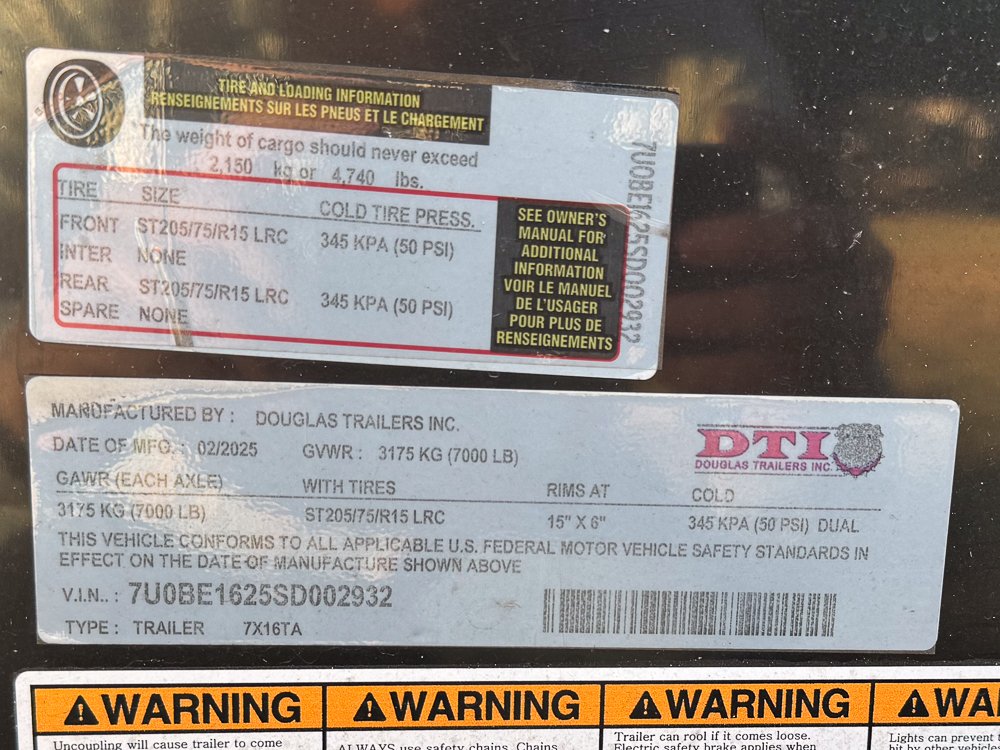 TIRE AND LOADING INFORMATION
RENSEIGNEMENTS SUR LES PNEUS ET LE CHARGEMENT
The weight of cargo should never exceed
2,150 kg or 4,740 lbs.
TIRE SIZE COLD TIRE PRESS.
FRONT ST205/75/R15 LRC 345 KPA (50 PSI)
INTER NONE
REAR ST205/75/R15 LRC 345 KPA (50 PSI)
SPARE NONE
SEE OWNER'S
MANUAL FOR
ADDITIONAL
INFORMATION
VOIR LE MANUEL
DE L'USAGER
POUR PLUS DE
RENSEIGNEMENTS
7U0BE1625SD002932
MANUFACTURED BY : DOUGLAS TRAILERS INC.
DATE OF MFG. : 02/2025 GVWR : 3175 KG (7000 LB)
DTI
DOUGLAS TRAILERS INC.
GAWR (EACH AXLE) WITH TIRES RIMS AT COLD
3175 KG (7000 LB) ST205/75/R15 LRC 15" X 6" 345 KPA (50 PSI) DUAL
THIS VEHICLE CONFORMS TO ALL APPLICABLE U.S. FEDERAL MOTOR VEHICLE SAFETY STANDARDS IN
EFFECT ON THE DATE OF MANUFACTURE SHOWN ABOVE
V.I.N.. : 7U0BE1625SD002932
TYPE : TRAILER 7X16TA
WARNING WARNING WARNING WA
Uncoupling will cause trailer to come
ALWAYS use safety chains. Chains
Trailer can rool if it comes loose.
Electric safety brake applies when
Lights can prevent
hit by other vehicl